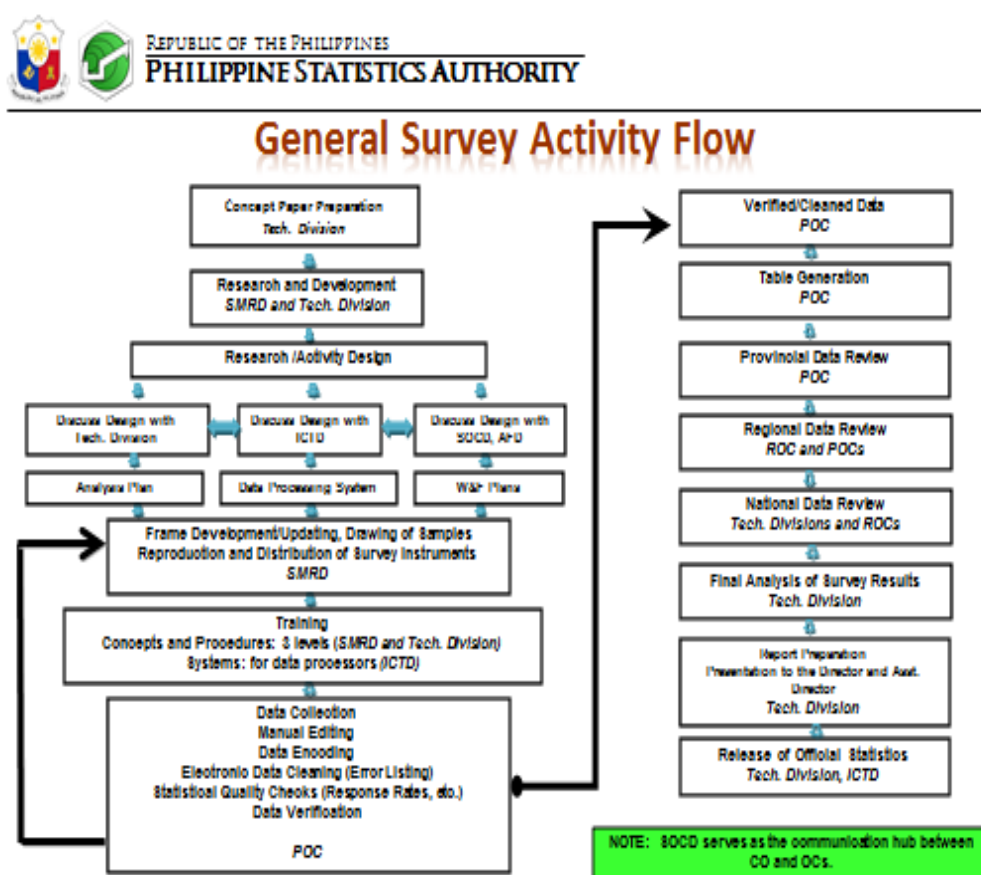 REPUBLIC OF THE PHILIPPINES
PHILIPPINE STATISTICS AUTHORITY
General Survey Activity Flow
Concept Paper Preparation
Tech. Division
Research and Development
SMRD and Tech. Division
Research /Activity Design
Discuss Design with
Tech. Division
Discuss Design with
ICTD
Discuss Design with
SOCD, AFD
Analysis Plan
Data Processing System
W&F Plans
Frame Development/Updating, Drawing of Samples
Reproduction and Distribution of Survey Instruments
SMRD
Training
Concepts and Procedures: 3 levels (SMRD and Tech. Division)
Systems: for data processors (ICTD)
Data Collection
Manual Editing
Data Encoding
Electronic Data Cleaning (Error Listing)
Statistical Quality Checks (Response Rates, etc.)
Data Verification
POC
Verified/Cleaned Data
POC
Table Generation
POC
Provincial Data Review
POC
Regional Data Review
ROC and POCs
National Data Review
Tech. Divisions and ROCs
Final Analysis of Survey Results
Tech. Division
Report Preparation
Presentation to the Director and Asst.
Director
Tech. Division
Release of Official Statistics
Tech. Division, ICTD
NOTE: SOCD serves as the communication hub between
CO and OCs.